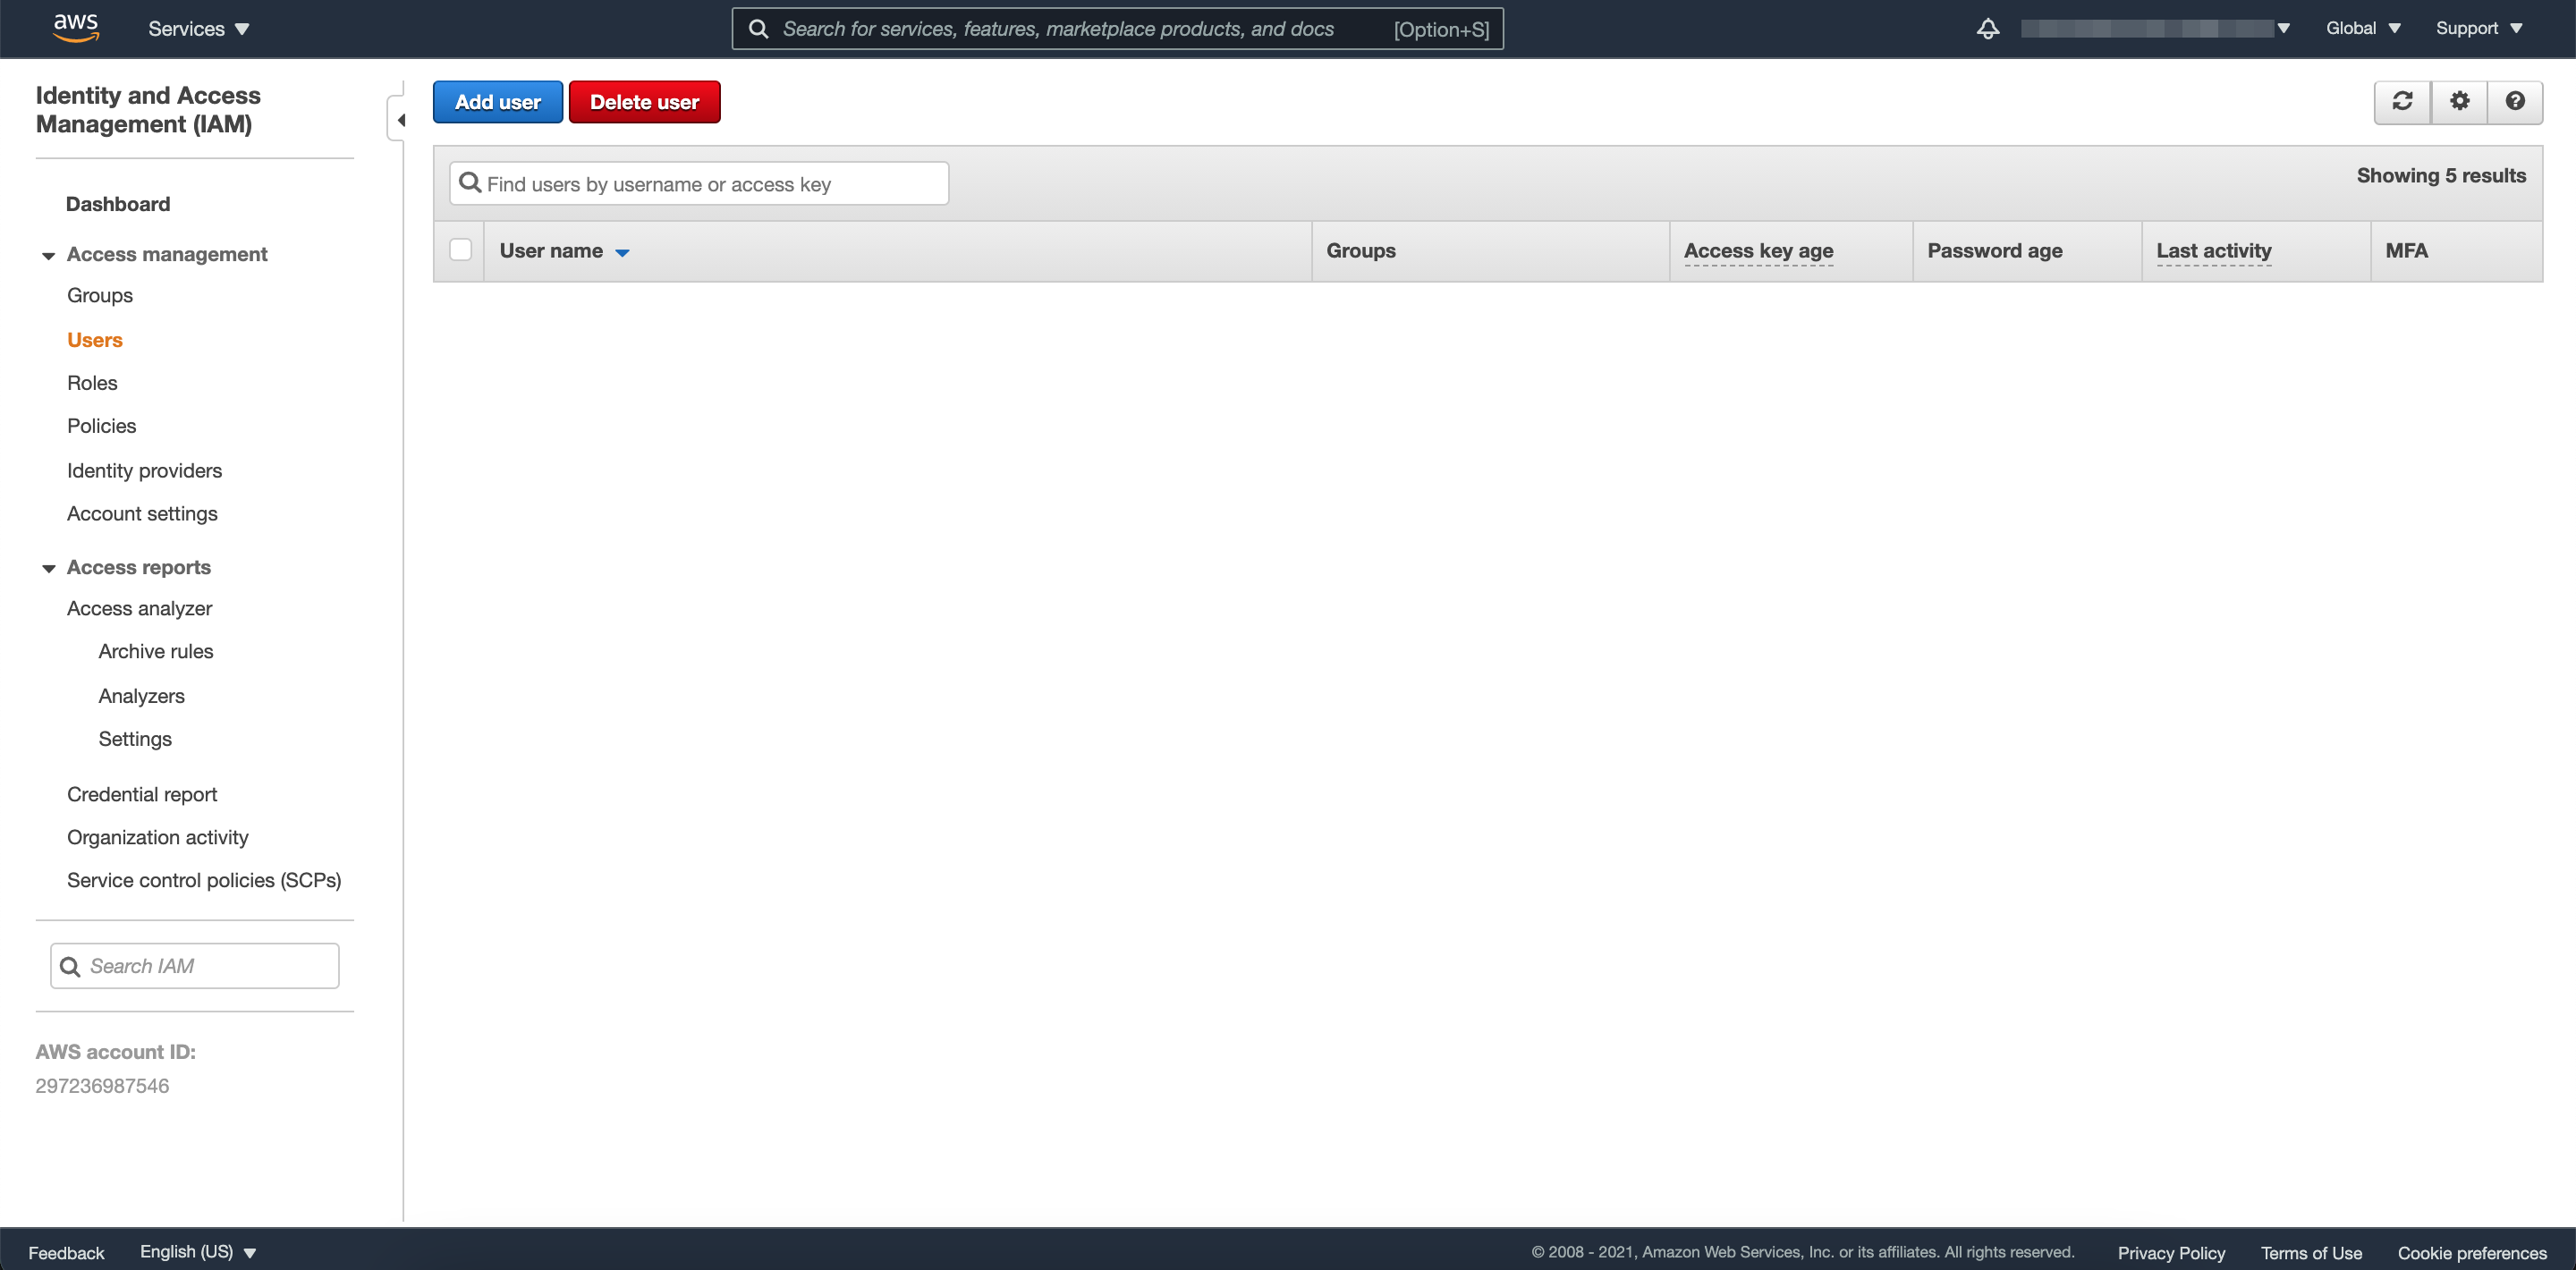 aws
Services
Search for services, features, marketplace products, and docs [Option+S]
Global
Support
Identity and Access
Management (IAM)
Dashboard
Access management
Groups
Users
Roles
Policies
Identity providers
Account settings
Access reports
Access analyzer
Archive rules
Analyzers
Settings
Credential report
Organization activity
Service control policies (SCPs)
Search IAM
AWS account ID:
297236987546
Add user
Delete user
Find users by username or access key
Showing 5 results
User name
Groups
Access key age
Password age
Last activity
MFA
Feedback
English (US)
© 2008 - 2021, Amazon Web Services, Inc. or its affiliates. All rights reserved.
Privacy Policy
Terms of Use
Cookie preferences